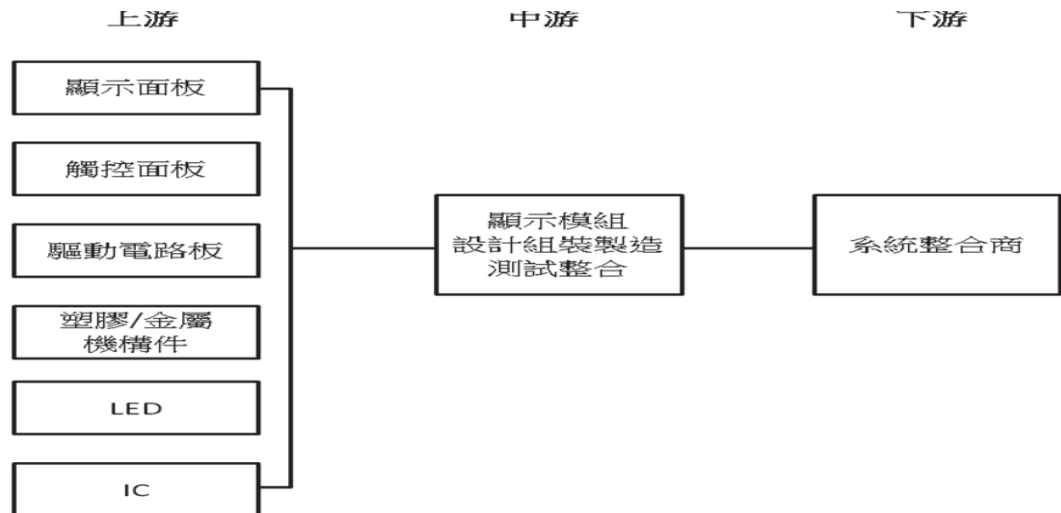 上游
中游
下游
顯示面板
觸控面板
驅動電路板
塑膠/金屬
機構件
LED
IC
顯示模組
設計組裝製造
測試整合
系統整合商